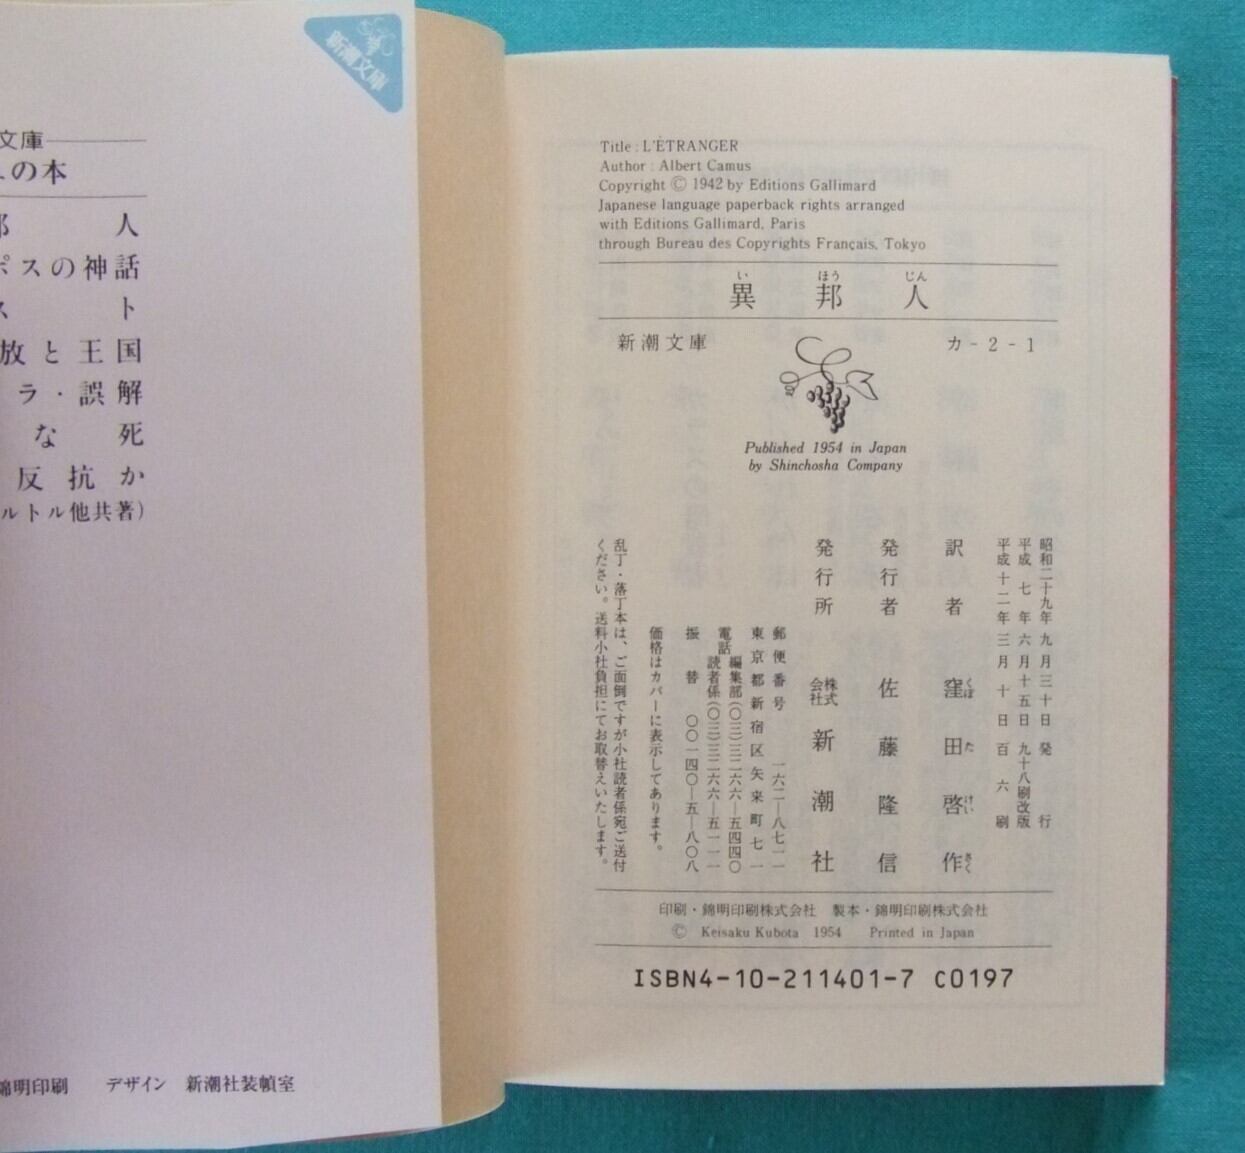 新潮文庫
文庫
の本
人
ポスの神話
スト
放と王国
ラ・誤解
な死
反抗か
ルトル他共著)
錦明印刷 デザイン 新潮社装幀室
Title : L'ÉTRANGER
Author : Albert Camus
Copyright © 1942 by Editions Gallimard
Japanese language paperback rights arranged
with Editions Gallimard, Paris
through Bureau des Copyrights Français, Tokyo
い ほう じん
異邦人
新潮文庫 カ-2-1
Published 1954 in Japan
by Shinchosha Company
昭和二十九年九月三十日発行
平成七年六月十五日九十八刷改版
平成十二年三月十日百六刷
訳者 窪田啓作
くぼ た けい さく
発行者 佐藤隆信
発行所 株式会社 新潮社
郵便番号 一六二―八七一一
東京都新宿区矢来町七一
電話 編集部(〇三)三二六六―五四四〇
読者係(〇三)三二六六―五一一一
振替 〇〇一四〇―五―八〇八
価格はカバーに表示してあります。
乱丁・落丁本は、ご面倒ですが小社読者係宛ご送付
ください。送料小社負担にてお取替えいたします。
印刷・錦明印刷株式会社 製本・錦明印刷株式会社
© Keisaku Kubota 1954 Printed in Japan
ISBN4-10-211401-7 C0197